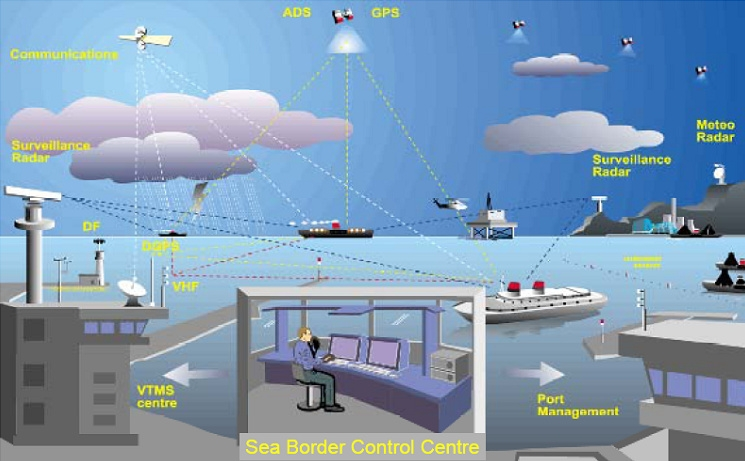 ADS GPS
Communications
Meteo
Radar
Surveillance
Radar
Surveillance
Radar
DF
DGPS
VHF
VTMS
centre
Port
Management
Sea Border Control Centre